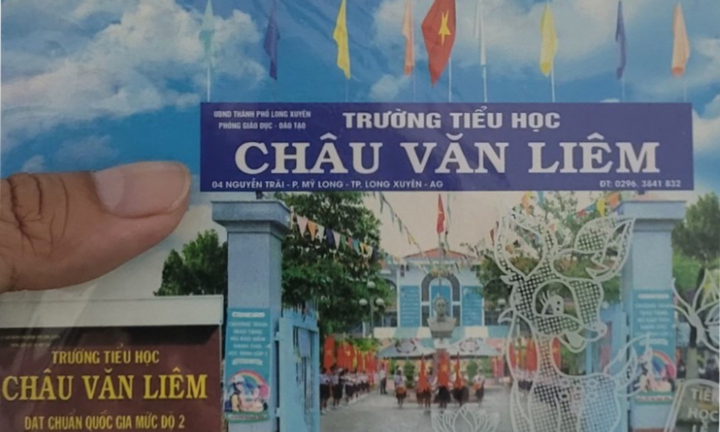 UBND THÀNH PHỐ LONG XUYÊN
PHÒNG GIÁO DỤC - ĐÀO TẠO
TRƯỜNG TIỂU HỌC
CHÂU VĂN LIÊM
04 NGUYỄN TRÃI - P. MỸ LONG - TP. LONG XUYÊN - AG
ĐT: 0296. 3841 832
TRƯỜNG TIỂU HỌC
CHÂU VĂN LIÊM
ĐẠT CHUẨN QUỐC GIA MỨC ĐỘ 2
TIÊN
HỌC